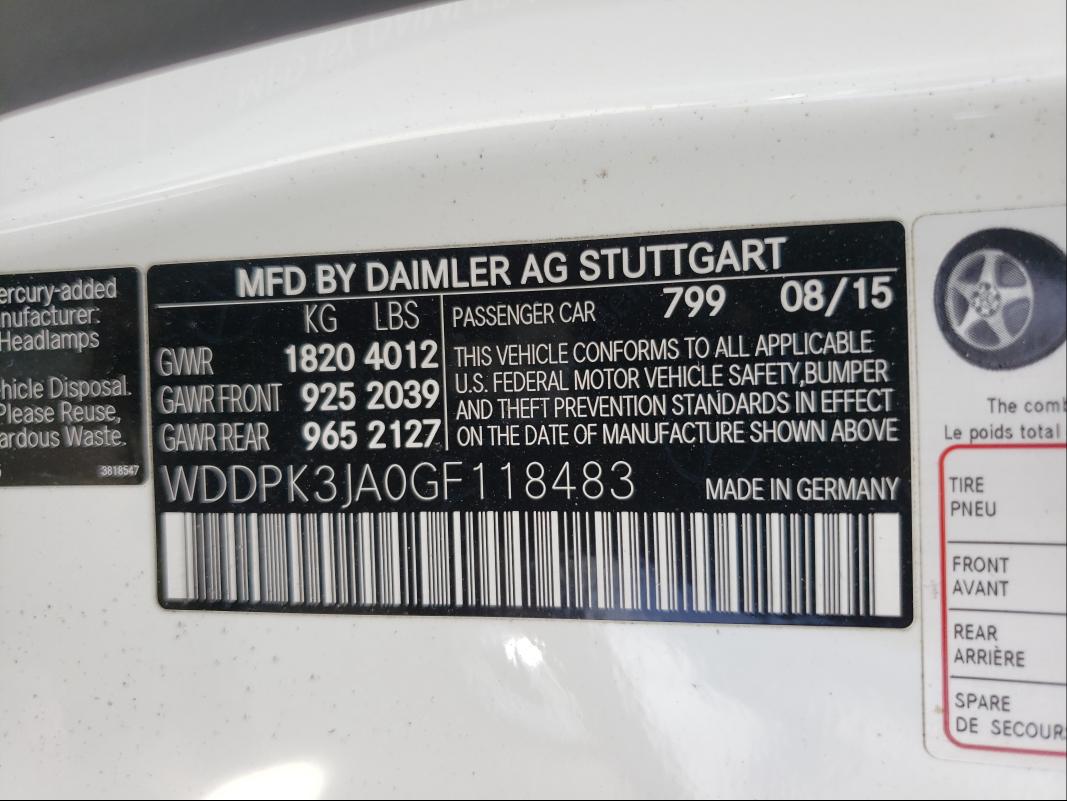 ercury-added
nufacturer:
Headlamps
hicle Disposal.
Please Reuse,
ardous Waste.
3818547
MFD BY DAIMLER AG STUTTGART
KG LBS
GVWR 1820 4012
GAWR FRONT 925 2039
GAWR REAR 965 2127
PASSENGER CAR 799 08/15
THIS VEHICLE CONFORMS TO ALL APPLICABLE
U.S. FEDERAL MOTOR VEHICLE SAFETY,BUMPER
AND THEFT PREVENTION STANDARDS IN EFFECT
ON THE DATE OF MANUFACTURE SHOWN ABOVE
WDDPK3JA0GF118483 MADE IN GERMANY
The comb
Le poids total
TIRE
PNEU
FRONT
AVANT
REAR
ARRIÈRE
SPARE
DE SECOUR